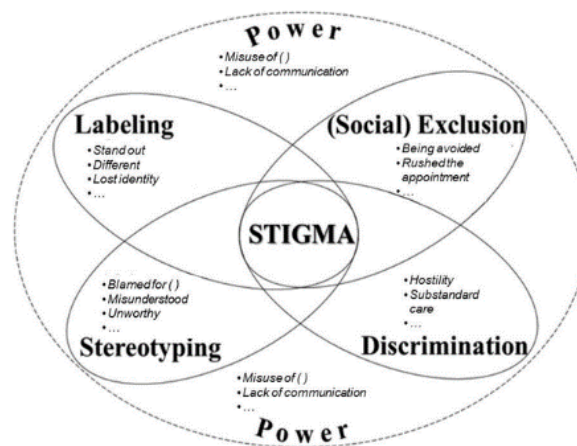 Power
• Misuse of ( )
• Lack of communication
• ...
Labeling
• Stand out
• Different
• Lost identity
• ...
(Social) Exclusion
• Being avoided
• Rushed the
appointment
• ...
STIGMA
• Blamed for ( )
• Misunderstood
• Unworthy
• ...
Stereotyping
• Hostility
• Substandard
care
• ...
Discrimination
• Misuse of ( )
• Lack of communication
• ...
Power